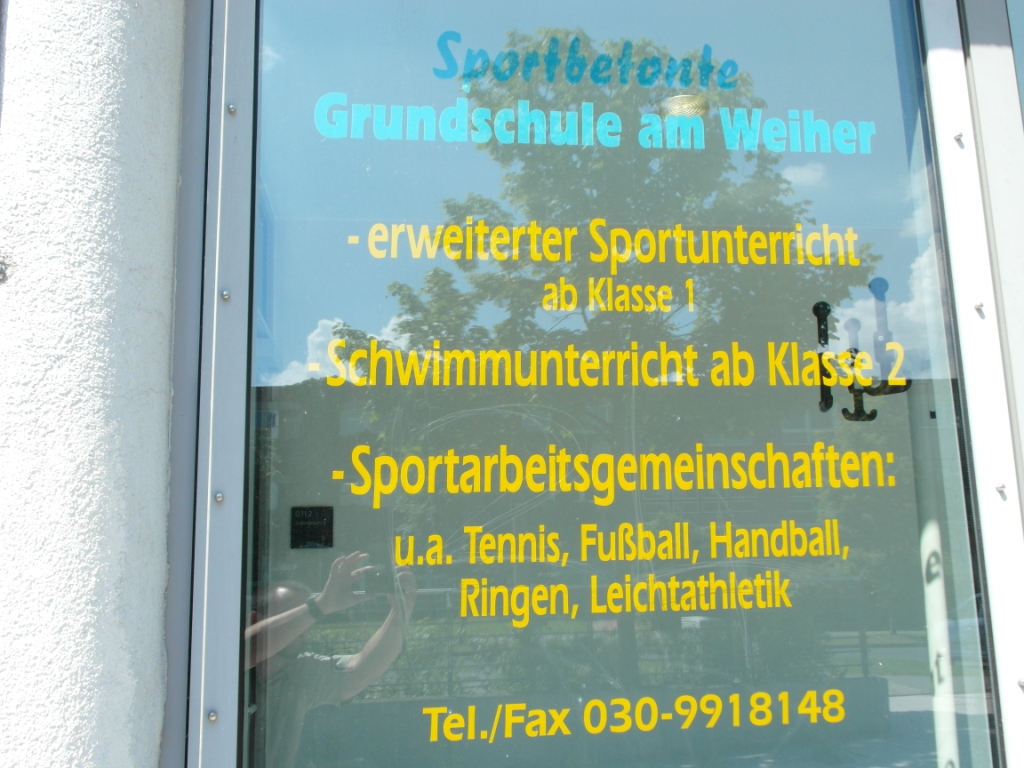 Sportbetonte
Grundschule am Weiher
- erweiterter Sportunterricht
ab Klasse 1
- Schwimmunterricht ab Klasse 2
- Sportarbeitsgemeinschaften:
u.a. Tennis, Fußball, Handball,
Ringen, Leichtathletik
Tel./Fax 030-9918148